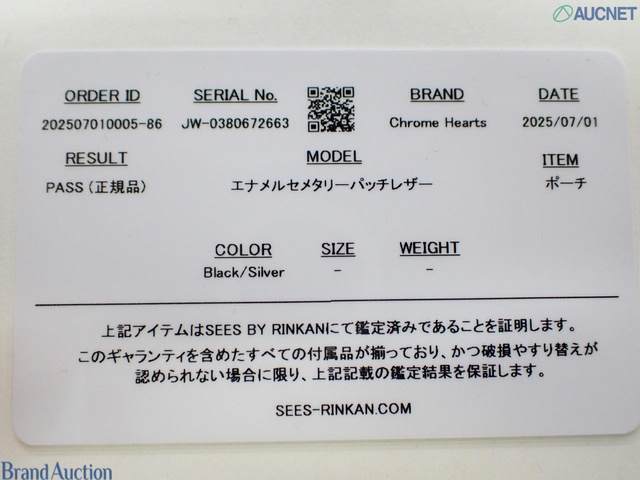 AUCNET
ORDER ID SERIAL No. BRAND DATE
202507010005-86 JW-0380672663 Chrome Hearts 2025/07/01
RESULT MODEL ITEM
PASS（正規品） エナメルセメタリーパッチレザー ポーチ
COLOR SIZE WEIGHT
Black/Silver - -
上記アイテムはSEES BY RINKANにて鑑定済みであることを証明します。
このギャランティを含めたすべての付属品が揃っており、かつ破損やすり替えが
認められない場合に限り、上記記載の鑑定結果を保証します。
SEES-RINKAN.COM
Brand Auction